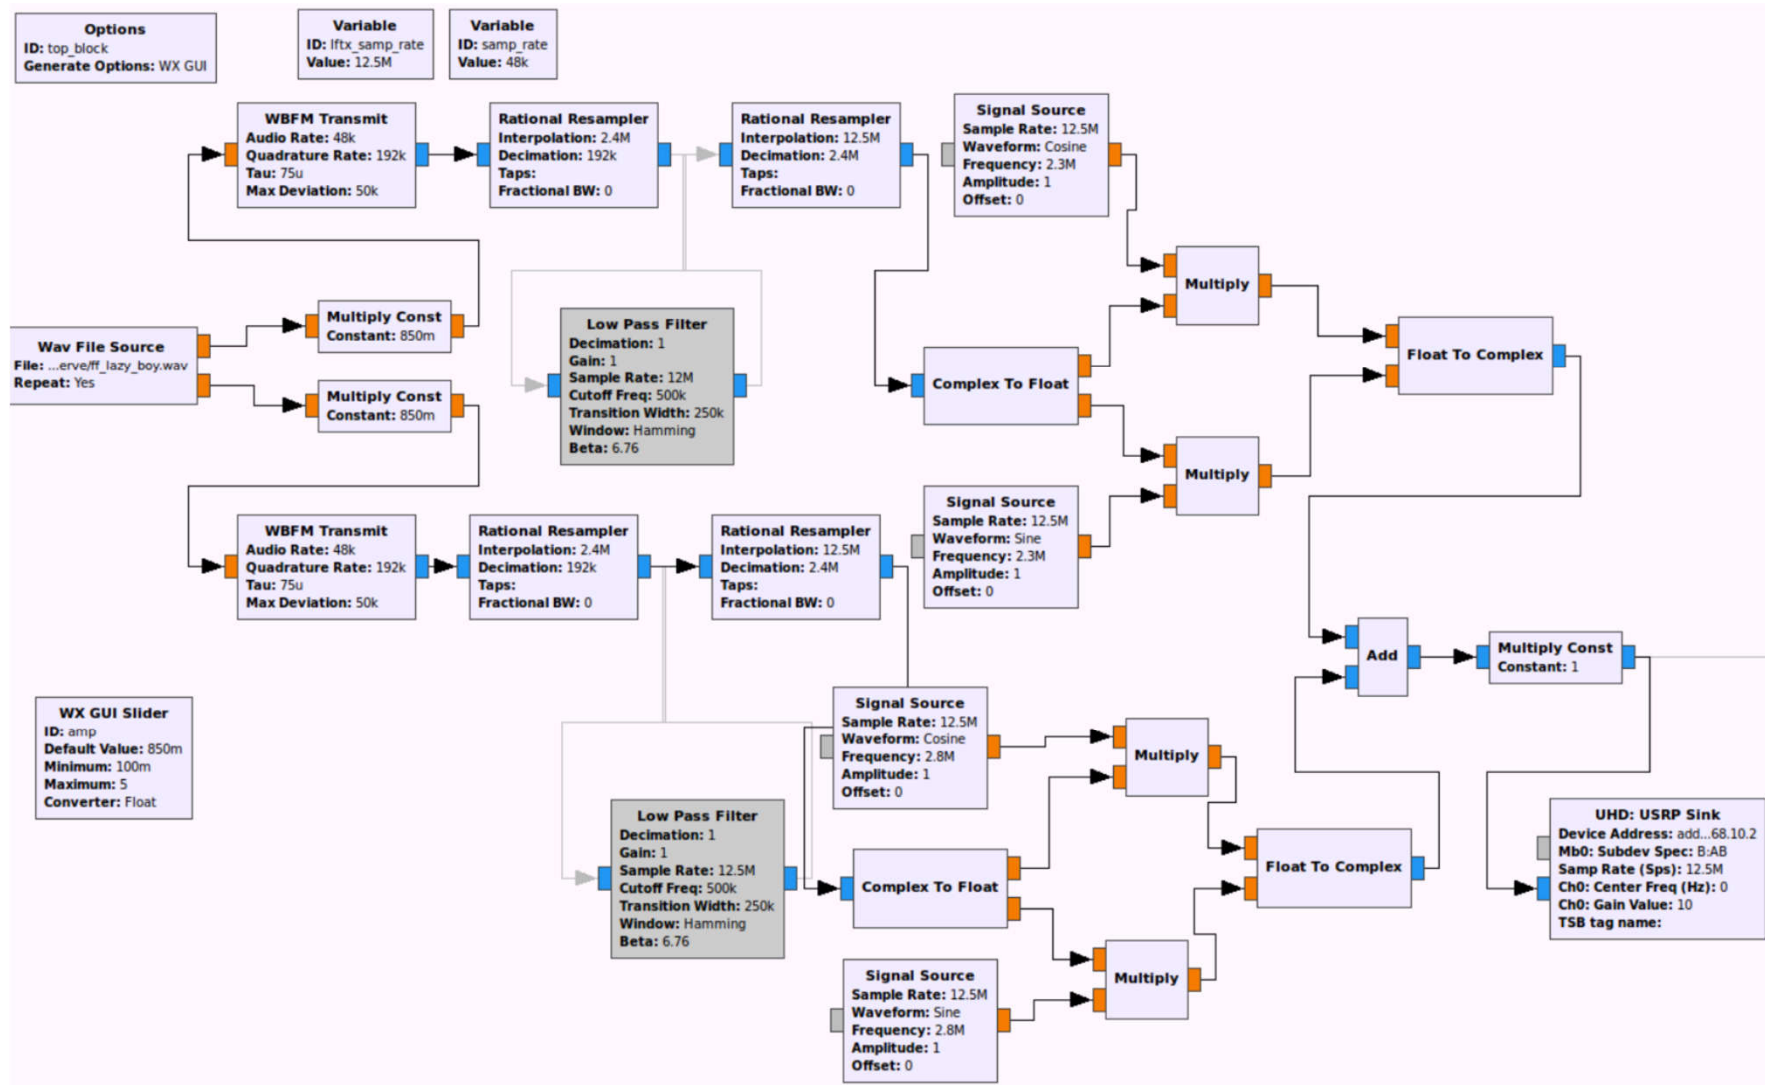 Options
ID: top_block
Generate Options: WX GUI
Variable
ID: lftx_samp_rate
Value: 12.5M
Variable
ID: samp_rate
Value: 48k
WBFM Transmit
Audio Rate: 48k
Quadrature Rate: 192k
Tau: 75u
Max Deviation: 50k
Rational Resampler
Interpolation: 2.4M
Decimation: 192k
Taps:
Fractional BW: 0
Rational Resampler
Interpolation: 12.5M
Decimation: 2.4M
Taps:
Fractional BW: 0
Signal Source
Sample Rate: 12.5M
Waveform: Cosine
Frequency: 2.3M
Amplitude: 1
Offset: 0
Multiply
Multiply Const
Constant: 850m
Wav File Source
File: ...erve/ff_lazy_boy.wav
Repeat: Yes
Multiply Const
Constant: 850m
Low Pass Filter
Decimation: 1
Gain: 1
Sample Rate: 12M
Cutoff Freq: 500k
Transition Width: 250k
Window: Hamming
Beta: 6.76
Complex To Float
Float To Complex
Multiply
Signal Source
Sample Rate: 12.5M
Waveform: Sine
Frequency: 2.3M
Amplitude: 1
Offset: 0
WBFM Transmit
Audio Rate: 48k
Quadrature Rate: 192k
Tau: 75u
Max Deviation: 50k
Rational Resampler
Interpolation: 2.4M
Decimation: 192k
Taps:
Fractional BW: 0
Rational Resampler
Interpolation: 12.5M
Decimation: 2.4M
Taps:
Fractional BW: 0
Add
Multiply Const
Constant: 1
WX GUI Slider
ID: amp
Default Value: 850m
Minimum: 100m
Maximum: 5
Converter: Float
Signal Source
Sample Rate: 12.5M
Waveform: Cosine
Frequency: 2.8M
Amplitude: 1
Offset: 0
Multiply
Low Pass Filter
Decimation: 1
Gain: 1
Sample Rate: 12.5M
Cutoff Freq: 500k
Transition Width: 250k
Window: Hamming
Beta: 6.76
Complex To Float
Float To Complex
UHD: USRP Sink
Device Address: add...68.10.2
Mb0: Subdev Spec: B:AB
Samp Rate (Sps): 12.5M
Ch0: Center Freq (Hz): 0
Ch0: Gain Value: 10
TSB tag name:
Multiply
Signal Source
Sample Rate: 12.5M
Waveform: Sine
Frequency: 2.8M
Amplitude: 1
Offset: 0